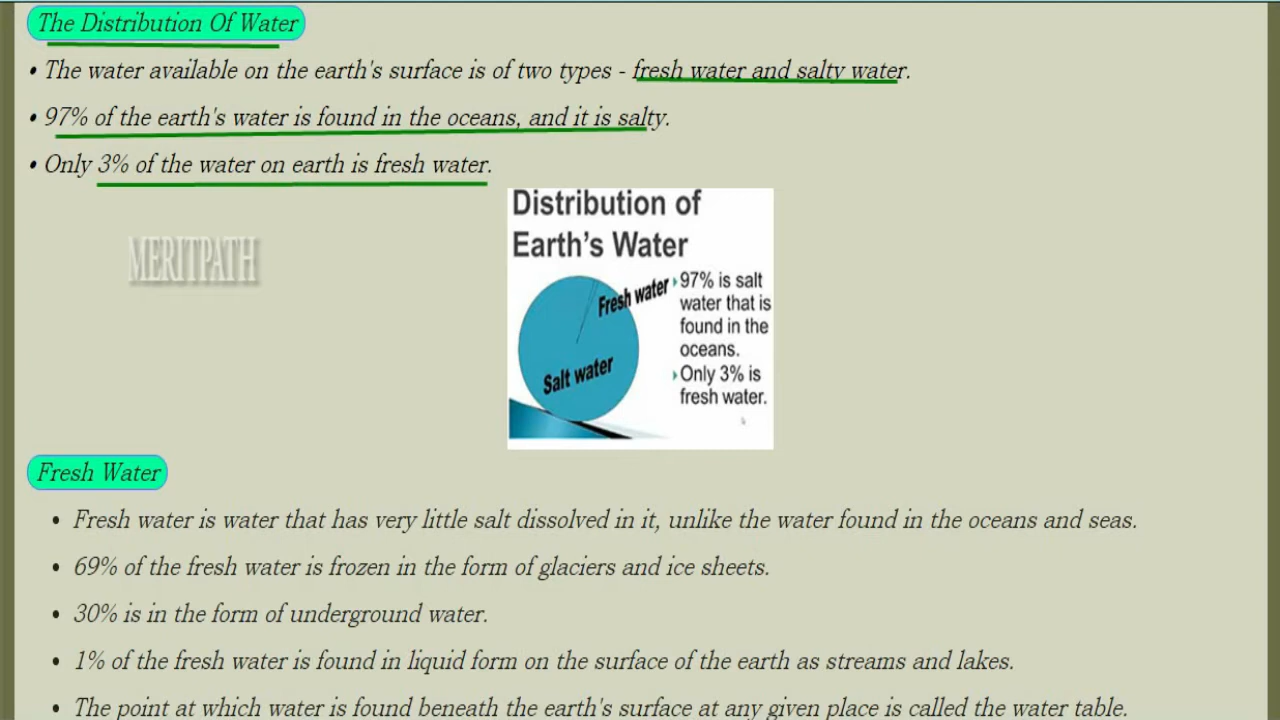 The Distribution Of Water
• The water available on the earth's surface is of two types - fresh water and salty water.
• 97% of the earth's water is found in the oceans, and it is salty.
• Only 3% of the water on earth is fresh water.
MERITPATH
Distribution of
Earth's Water
Fresh water
Salt water
97% is salt
water that is
found in the
oceans.
Only 3% is
fresh water.
Fresh Water
• Fresh water is water that has very little salt dissolved in it, unlike the water found in the oceans and seas.
• 69% of the fresh water is frozen in the form of glaciers and ice sheets.
• 30% is in the form of underground water.
• 1% of the fresh water is found in liquid form on the surface of the earth as streams and lakes.
• The point at which water is found beneath the earth's surface at any given place is called the water table.